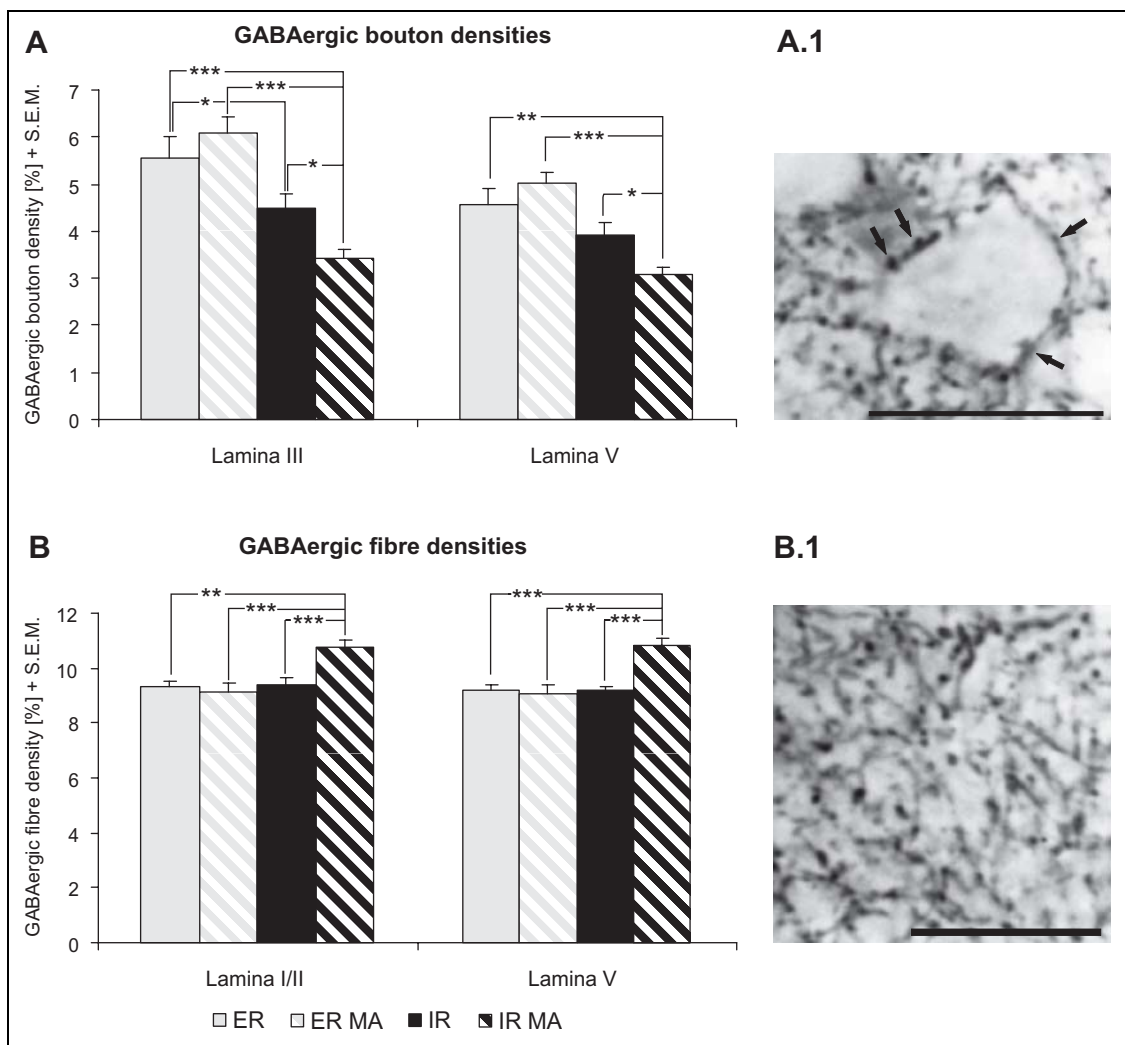 A
GABAergic bouton densities
A.1
GABAergic bouton density [%] + S.E.M.
7
6
5
4
3
2
1
0
***
***
*
*
**
***
*
Lamina III
Lamina V
B
GABAergic fibre densities
B.1
GABAergic fibre density [%] + S.E.M.
12
10
8
6
4
2
0
**
***
***
***
***
***
Lamina I/II
Lamina V
ER
ER MA
IR
IR MA